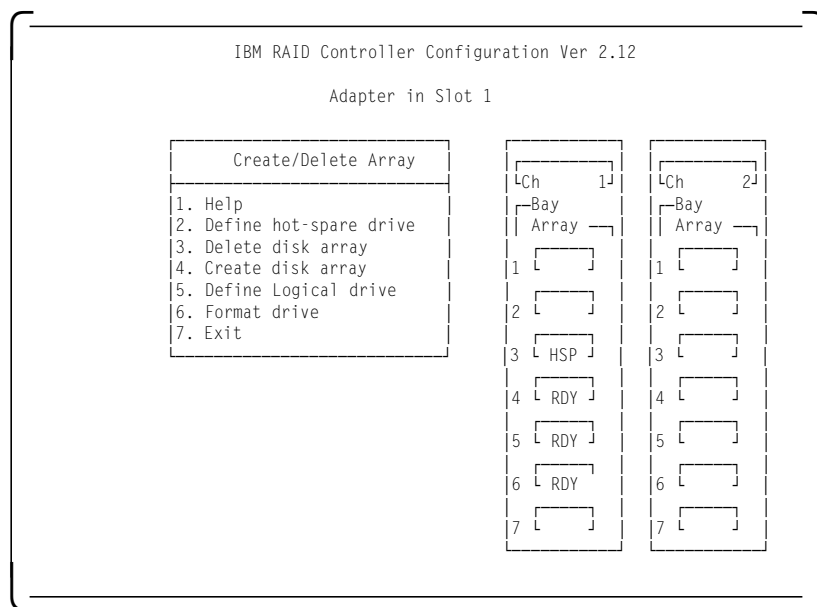 IBM RAID Controller Configuration Ver 2.12
Adapter in Slot 1
Create/Delete Array
1. Help
2. Define hot-spare drive
3. Delete disk array
4. Create disk array
5. Define Logical drive
6. Format drive
7. Exit
Ch 1
Bay
Array
1
2
3 HSP
4 RDY
5 RDY
6 RDY
7
Ch 2
Bay
Array
1
2
3
4
5
6
7